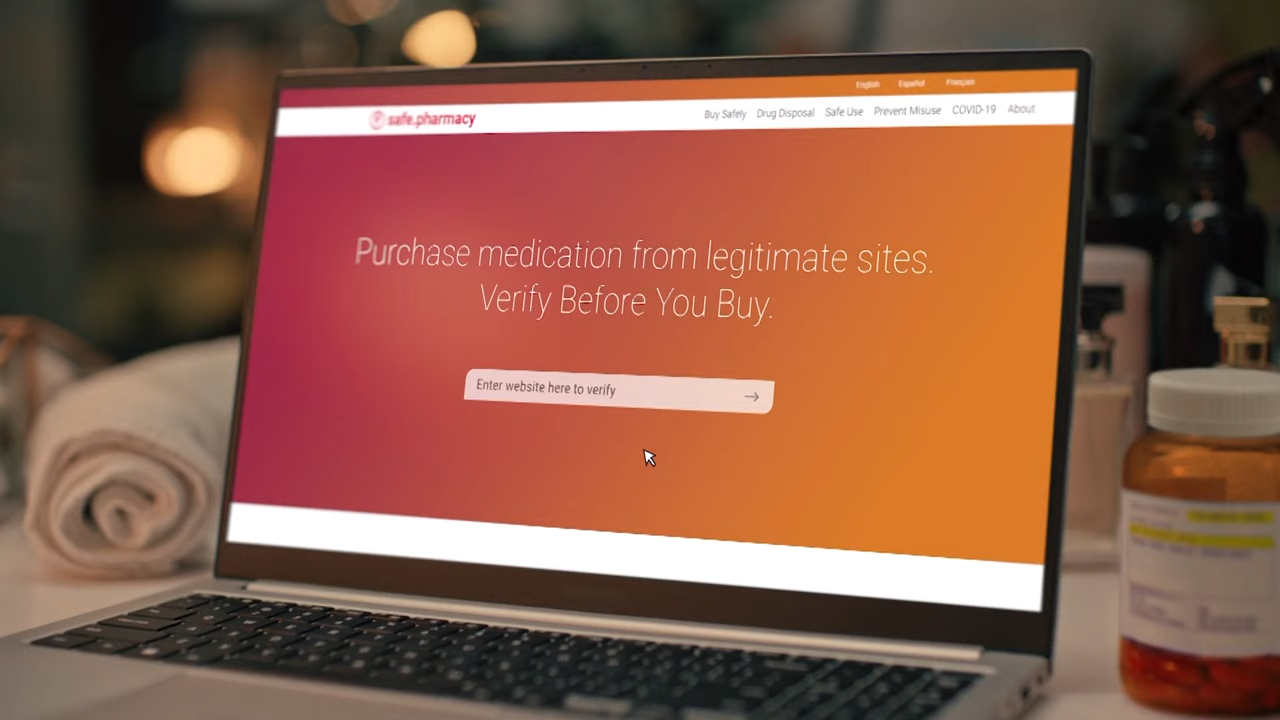 English Español Français
safe.pharmacy
Buy Safely Drug Disposal Safe Use Prevent Misuse COVID-19 About
Purchase medication from legitimate sites.
Verify Before You Buy.
Enter website here to verify